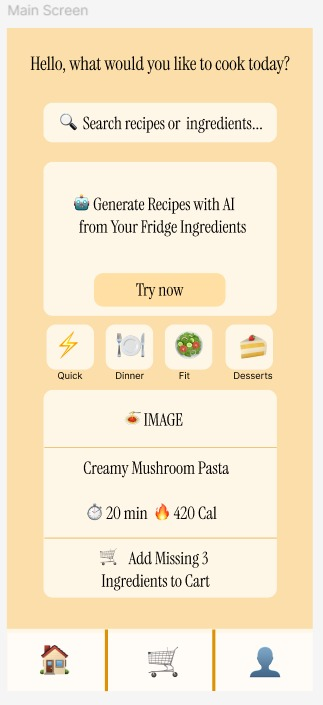 Main Screen
Hello, what would you like to cook today?
Search recipes or ingredients...
Generate Recipes with AI
from Your Fridge Ingredients
Try now
Quick
Dinner
Fit
Desserts
IMAGE
Creamy Mushroom Pasta
20 min 420 Cal
Add Missing 3
Ingredients to Cart